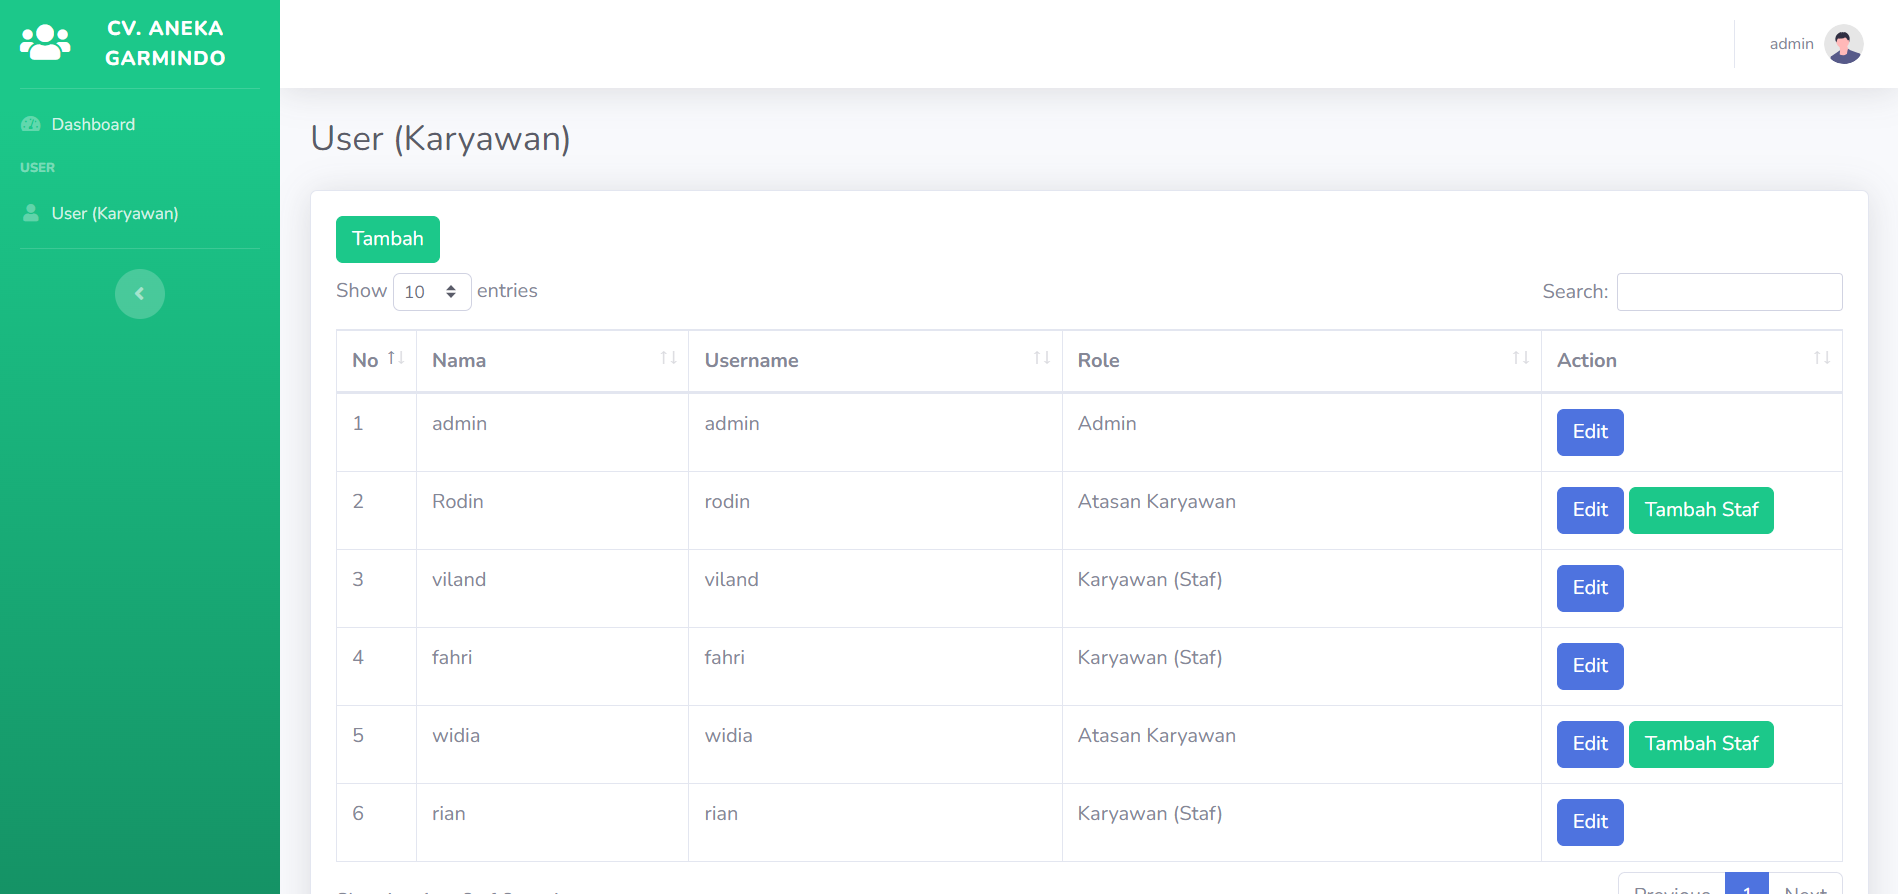 CV. ANEKA
GARMINDO
admin
Dashboard
USER
User (Karyawan)
User (Karyawan)
Tambah
Show 10 entries
Search:
No Nama Username Role Action
1 admin admin Admin Edit
2 Rodin rodin Atasan Karyawan Edit Tambah Staf
3 viland viland Karyawan (Staf) Edit
4 fahri fahri Karyawan (Staf) Edit
5 widia widia Atasan Karyawan Edit Tambah Staf
6 rian rian Karyawan (Staf) Edit
Previous 1 Next